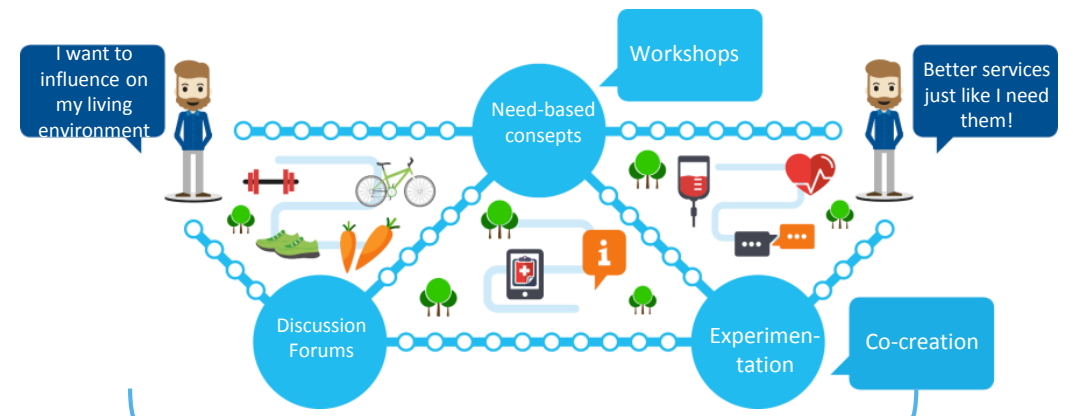 I want to
influence on
my living
environment
Workshops
Need-based
consepts
Better services
just like I need
them!
Discussion
Forums
Experimen-
tation
Co-creation